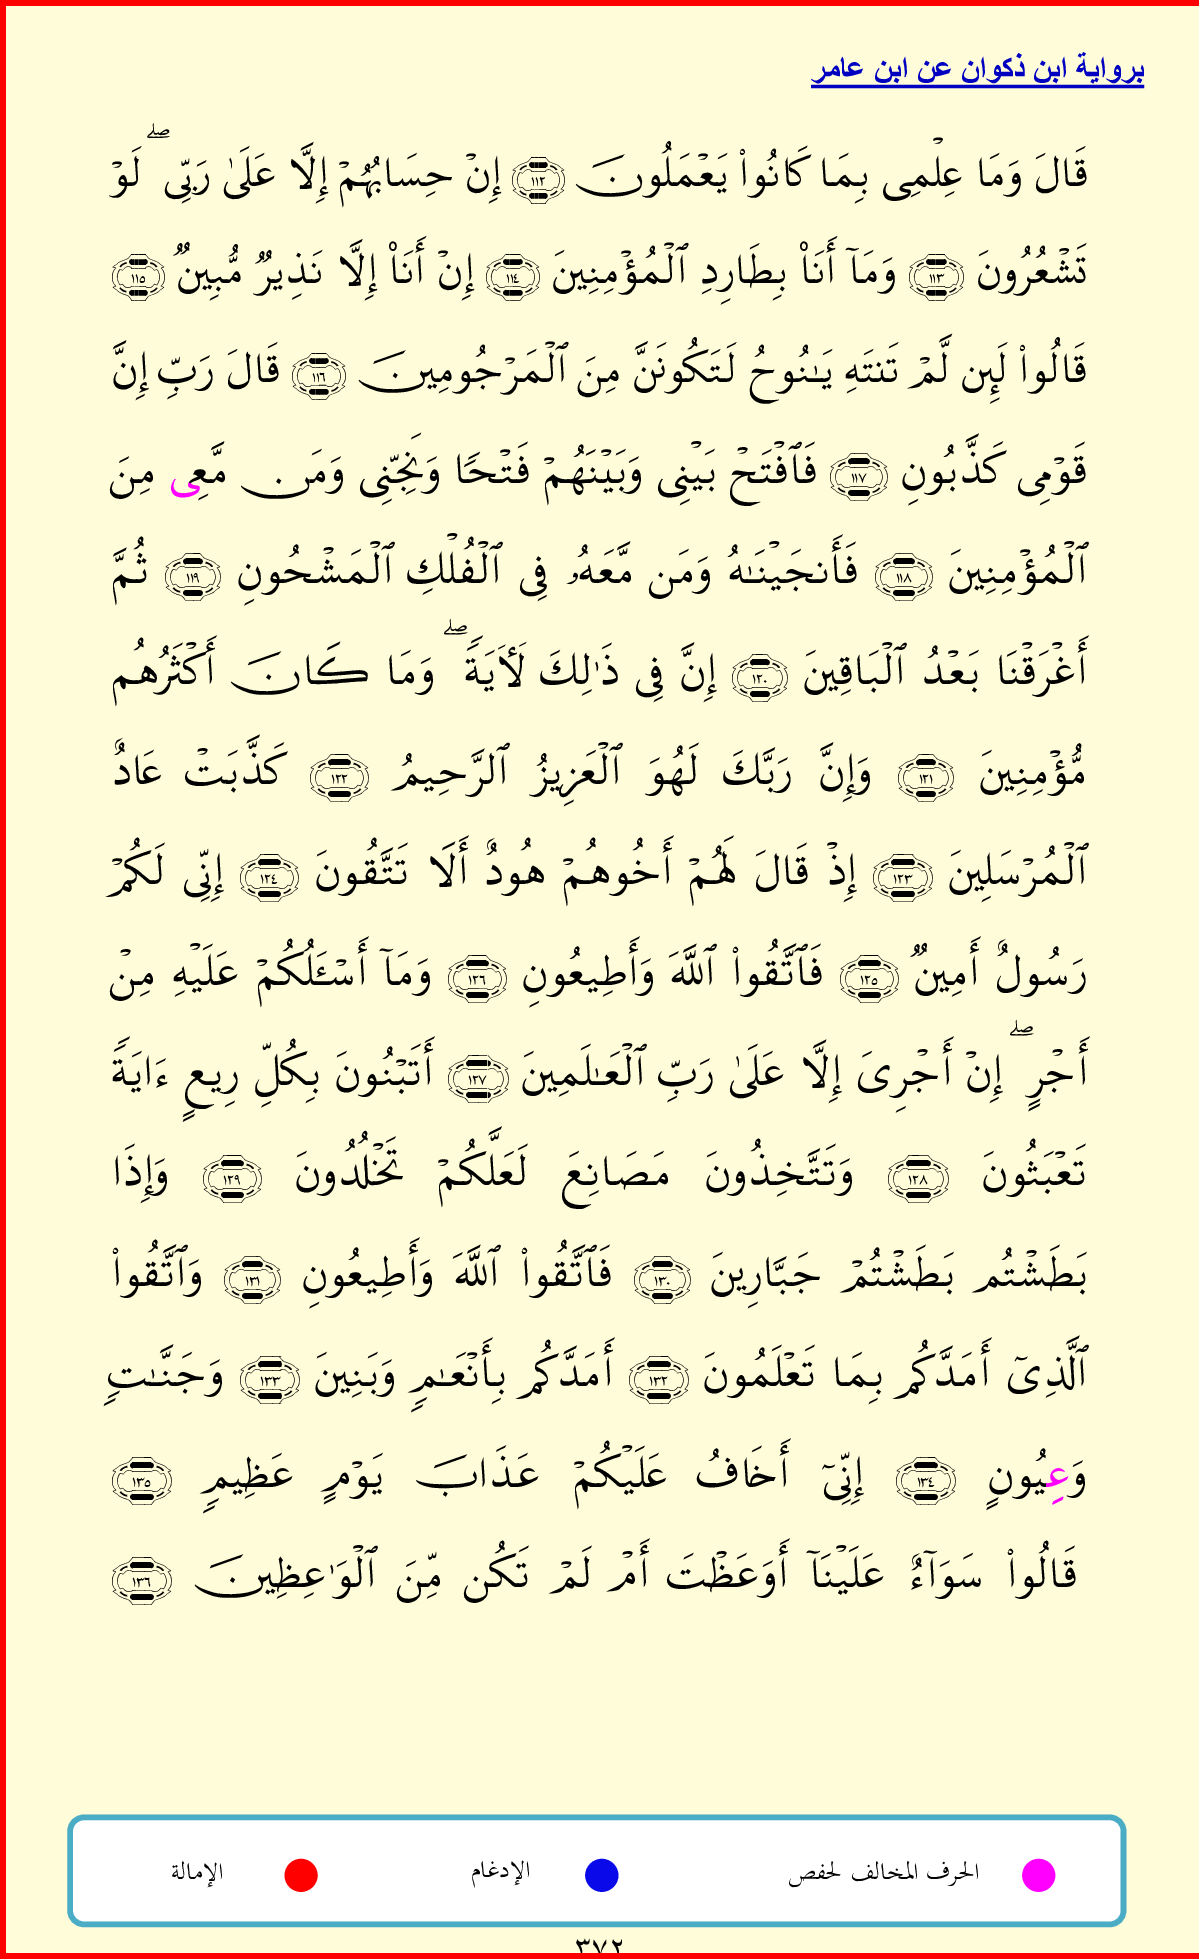 برواية ابن ذكوان عن ابن عامر
قَالَ وَمَا عِلْمِى بِمَا كَانُوا۟ يَعْمَلُونَ ١١٢ إِنْ حِسَابُهُمْ إِلَّا عَلَىٰ رَبِّى ۖ لَوْ
تَشْعُرُونَ ١١٣ وَمَآ أَنَا۠ بِطَارِدِ ٱلْمُؤْمِنِينَ ١١٤ إِنْ أَنَا۠ إِلَّا نَذِيرٌ مُّبِينٌ ١١٥
قَالُوا۟ لَئِن لَّمْ تَنتَهِ يَـٰنُوحُ لَتَكُونَنَّ مِنَ ٱلْمَرْجُومِينَ ١١٦ قَالَ رَبِّ إِنَّ
قَوْمِى كَذَّبُونِ ١١٧ فَٱفْتَحْ بَيْنِى وَبَيْنَهُمْ فَتْحًا وَنَجِّنِى وَمَن مَّعِى مِنَ
ٱلْمُؤْمِنِينَ ١١٨ فَأَنجَيْنَـٰهُ وَمَن مَّعَهُۥ فِى ٱلْفُلْكِ ٱلْمَشْحُونِ ١١٩ ثُمَّ
أَغْرَقْنَا بَعْدُ ٱلْبَاقِينَ ١٢٠ إِنَّ فِى ذَٰلِكَ لَـَٔايَةً ۖ وَمَا كَانَ أَكْثَرُهُم
مُّؤْمِنِينَ ١٢١ وَإِنَّ رَبَّكَ لَهُوَ ٱلْعَزِيزُ ٱلرَّحِيمُ ١٢٢ كَذَّبَتْ عَادٌ
ٱلْمُرْسَلِينَ ١٢٣ إِذْ قَالَ لَهُمْ أَخُوهُمْ هُودٌ أَلَا تَتَّقُونَ ١٢٤ إِنِّى لَكُمْ
رَسُولٌ أَمِينٌ ١٢٥ فَٱتَّقُوا۟ ٱللَّهَ وَأَطِيعُونِ ١٢٦ وَمَآ أَسْـَٔلُكُمْ عَلَيْهِ مِنْ
أَجْرٍ ۖ إِنْ أَجْرِىَ إِلَّا عَلَىٰ رَبِّ ٱلْعَـٰلَمِينَ ١٢٧ أَتَبْنُونَ بِكُلِّ رِيعٍ ءَايَةً
تَعْبَثُونَ ١٢٨ وَتَتَّخِذُونَ مَصَانِعَ لَعَلَّكُمْ تَخْلُدُونَ ١٢٩ وَإِذَا
بَطَشْتُم بَطَشْتُمْ جَبَّارِينَ ١٣٠ فَٱتَّقُوا۟ ٱللَّهَ وَأَطِيعُونِ ١٣١ وَٱتَّقُوا۟
ٱلَّذِىٓ أَمَدَّكُم بِمَا تَعْلَمُونَ ١٣٢ أَمَدَّكُم بِأَنْعَـٰمٍ وَبَنِينَ ١٣٣ وَجَنَّـٰتٍ
وَعِيُونٍ ١٣٤ إِنِّىٓ أَخَافُ عَلَيْكُمْ عَذَابَ يَوْمٍ عَظِيمٍ ١٣٥
قَالُوا۟ سَوَآءٌ عَلَيْنَآ أَوَعَظْتَ أَمْ لَمْ تَكُن مِّنَ ٱلْوَٰعِظِينَ ١٣٦
الحرف المخالف لحفص الإدغام الإمالة
٣٧٢